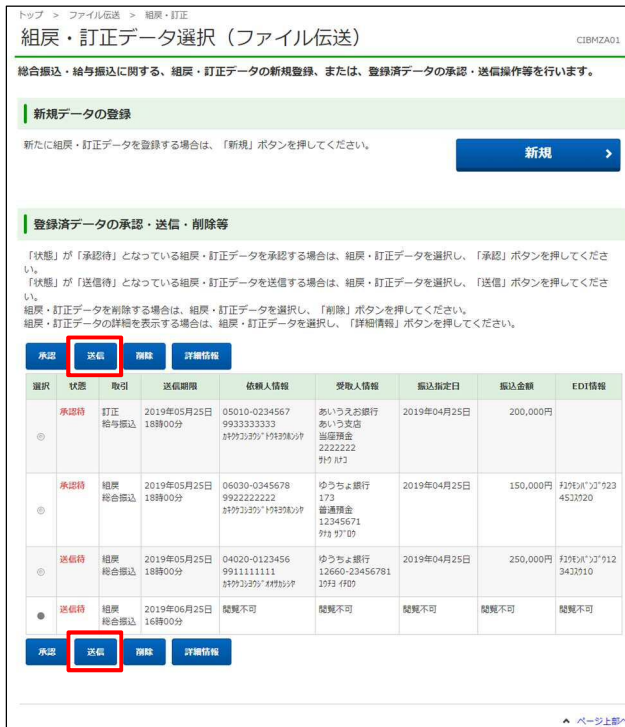 トップ > ファイル伝送 > 組戻・訂正
組戻・訂正データ選択（ファイル伝送）
CIBMZA01
総合振込・給与振込に関する、組戻・訂正データの新規登録、または、登録済データの承認・送信操作等を行います。
新規データの登録
新たに組戻・訂正データを登録する場合は、「新規」ボタンを押してください。
新規
登録済データの承認・送信・削除等
「状態」が「承認待」となっている組戻・訂正データを承認する場合は、組戻・訂正データを選択し、「承認」ボタンを押してくださ
い。
「状態」が「送信待」となっている組戻・訂正データを送信する場合は、組戻・訂正データを選択し、「送信」ボタンを押してくださ
い。
組戻・訂正データを削除する場合は、組戻・訂正データを選択し、「削除」ボタンを押してください。
組戻・訂正データの詳細を表示する場合は、組戻・訂正データを選択し、「詳細情報」ボタンを押してください。
承認 送信 削除 詳細情報
選択 状態 取引 送信期限 依頼人情報 受取人情報 振込指定日 振込金額 EDI情報
承認待 訂正 2019年05月25日 05010-0234567 あいうえお銀行 2019年04月25日 200,000円
給与振込 18時00分 9933333333 あいう支店
当座預金
2222222
ｻﾄｳ ﾊﾅｺ
承認待 組戻 2019年05月25日 06030-0345678 ゆうちょ銀行 2019年04月25日 150,000円
総合振込 18時00分 9922222222 173
普通預金
12345671
送信待 組戻 2019年05月25日 04020-0123456 ゆうちょ銀行 2019年04月25日 250,000円
総合振込 18時00分 9911111111 12660-23456781
送信待 組戻 2019年06月25日 閲覧不可 閲覧不可 閲覧不可 閲覧不可 閲覧不可
総合振込 16時00分
承認 送信 削除 詳細情報
ページ上部へ